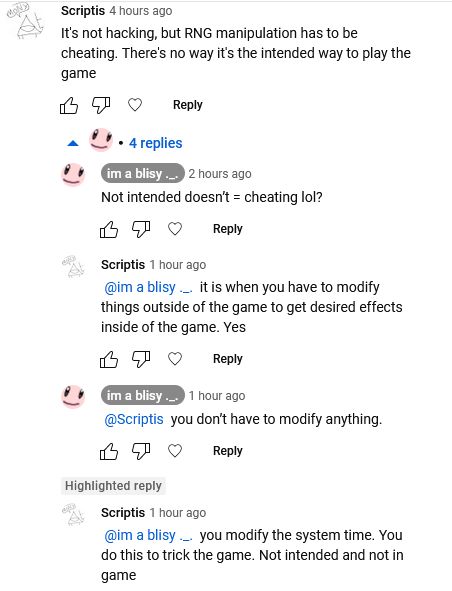 Scriptis 4 hours ago
It's not hacking, but RNG manipulation has to be
cheating. There's no way it's the intended way to play the
game
Reply
• 4 replies
im a blisy ._. 2 hours ago
Not intended doesn’t = cheating lol?
Reply
Scriptis 1 hour ago
@im a blisy ._. it is when you have to modify
things outside of the game to get desired effects
inside of the game. Yes
Reply
im a blisy ._. 1 hour ago
@Scriptis you don’t have to modify anything.
Reply
Highlighted reply
Scriptis 1 hour ago
@im a blisy ._. you modify the system time. You
do this to trick the game. Not intended and not in
game